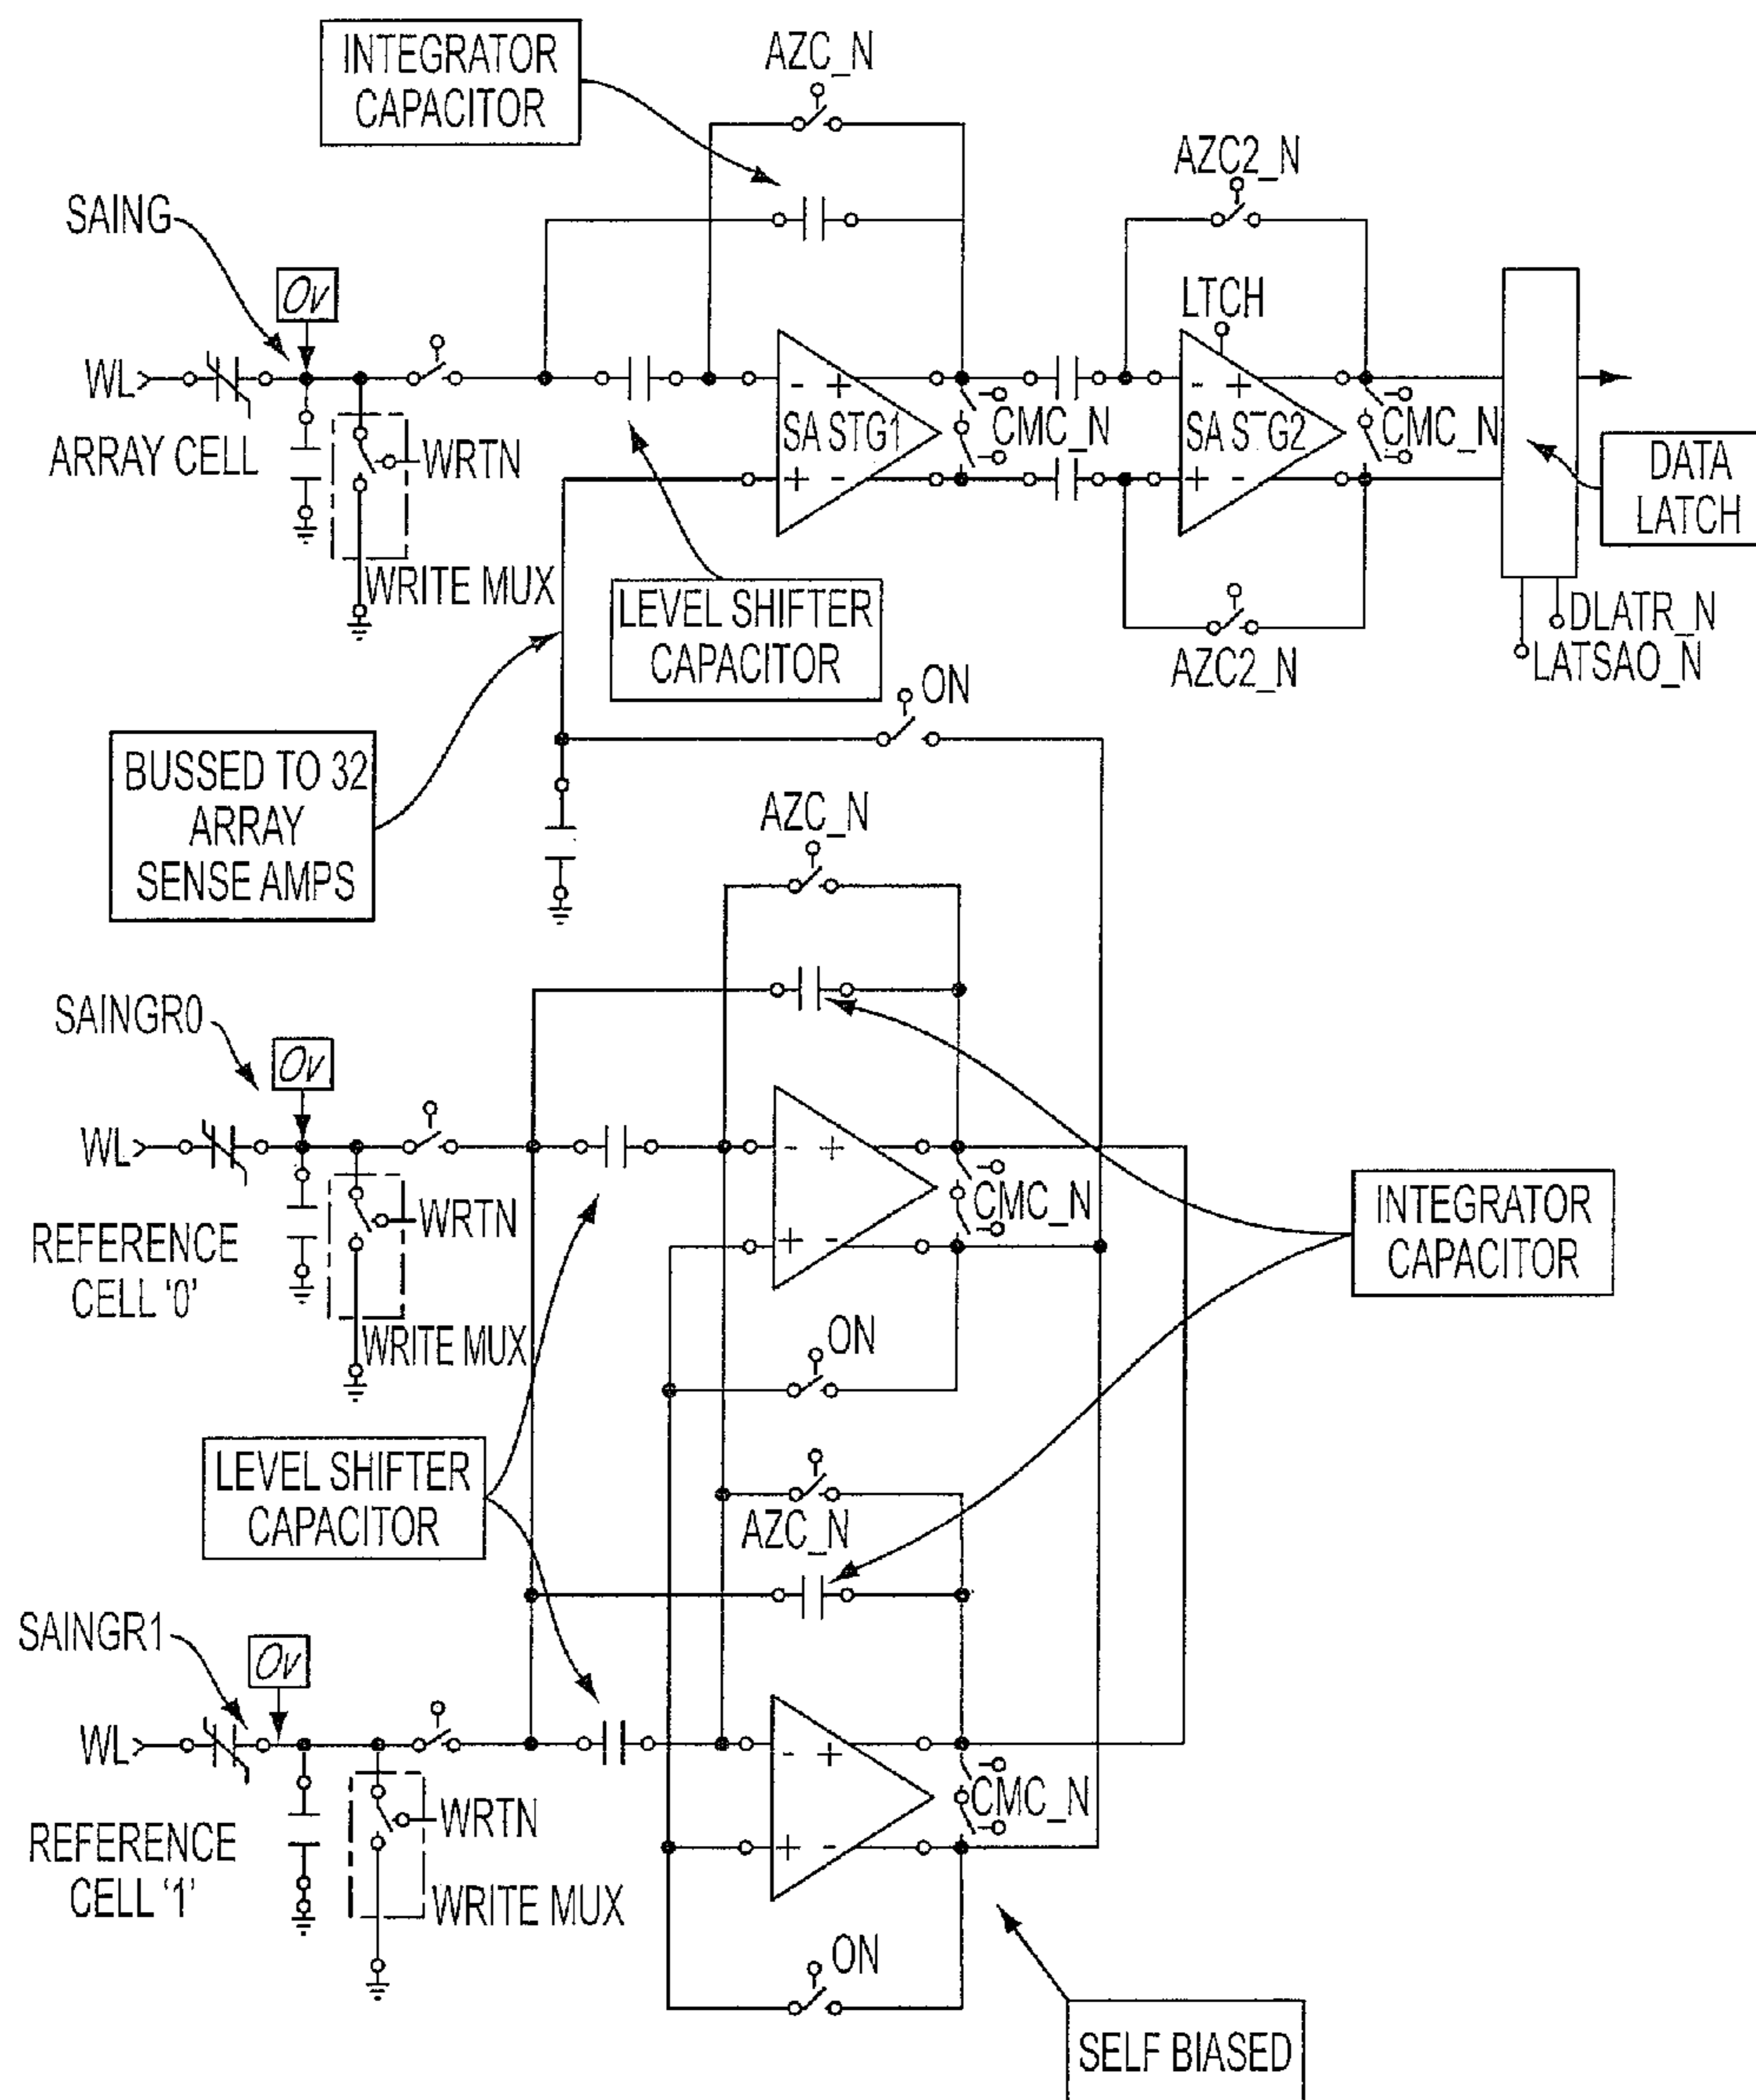 INTEGRATOR
CAPACITOR
AZC_N
AZC2_N
SAING
0v
LTCH
WL
- +
SA STG1
+ -
CMC_N
- +
SA STG2
+ -
CMC_N
ARRAY CELL
WRTN
WRITE MUX
DATA
LATCH
LEVEL SHIFTER
CAPACITOR
DLATR_N
LATSAO_N
AZC2_N
ON
BUSSED TO 32
ARRAY
SENSE AMPS
AZC_N
SAINGR0
0v
WL
- +
+ -
CMC_N
REFERENCE
CELL '0'
WRTN
WRITE MUX
INTEGRATOR
CAPACITOR
ON
LEVEL SHIFTER
CAPACITOR
AZC_N
SAINGR1
0v
WL
- +
+ -
CMC_N
REFERENCE
CELL '1'
WRTN
WRITE MUX
ON
SELF BIASED